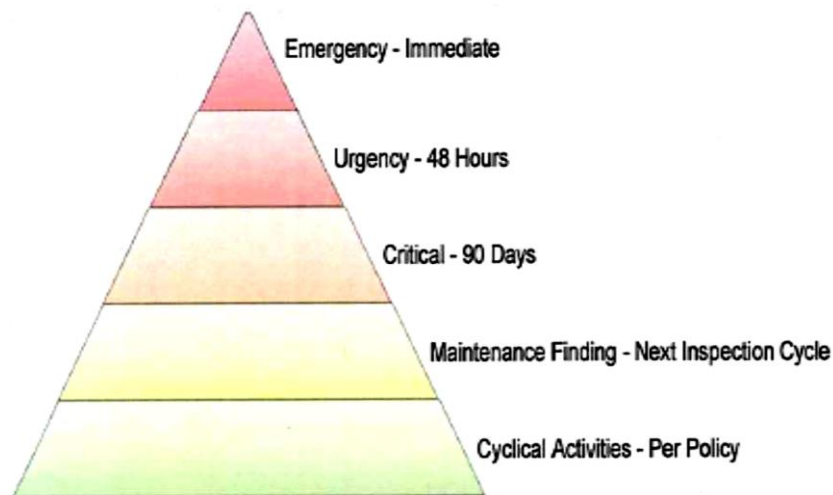 Emergency - Immediate
Urgency - 48 Hours
Critical - 90 Days
Maintenance Finding - Next Inspection Cycle
Cyclical Activities - Per Policy